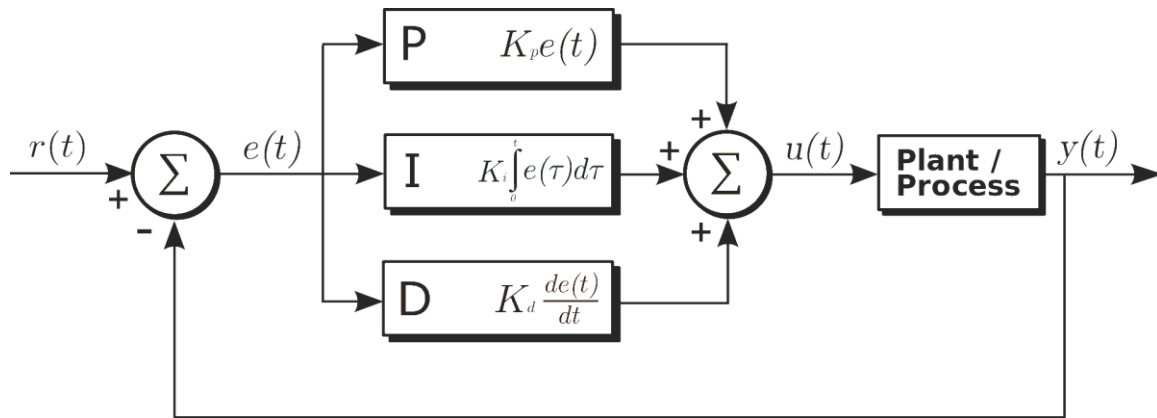 P K_p e(t)
r(t)
+
-
Σ
e(t)
I K_i ∫_0^t e(τ)dτ
D K_d de(t)/dt
+
+
+
Σ
u(t)
Plant /
Process
y(t)